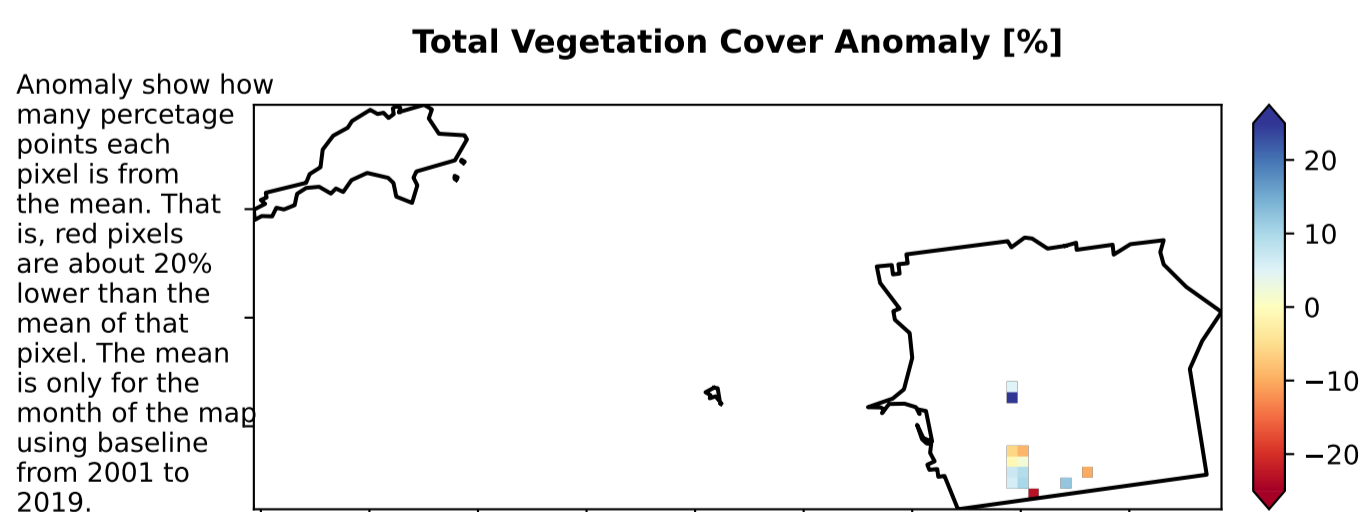 Total Vegetation Cover Anomaly [%]
Anomaly show how
many percetage
points each
pixel is from
the mean. That
is, red pixels
are about 20%
lower than the
mean of that
pixel. The mean
is only for the
month of the map
using baseline
from 2001 to
2019.
20
10
0
−10
−20